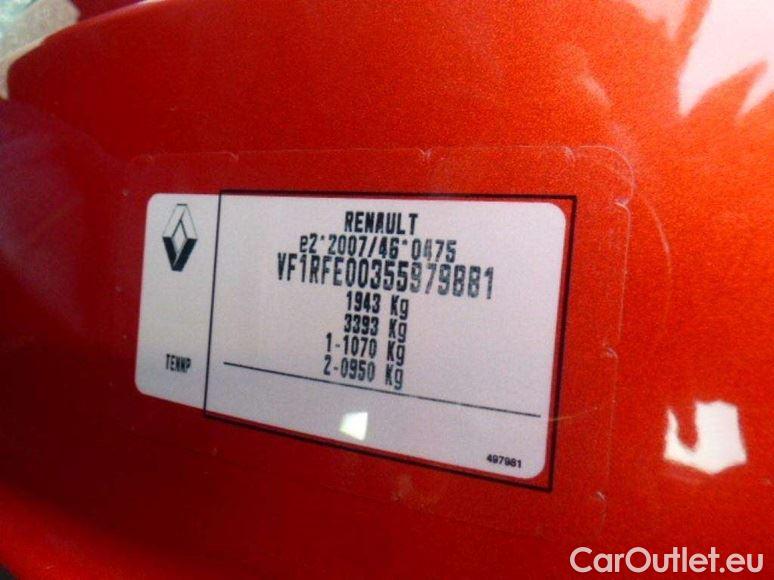 RENAULT
e2*2007/46*0475
VF1RFE00355979881
1943 Kg
3393 Kg
1-1070 Kg
2-0950 Kg
TENNP
497981
CarOutlet.eu